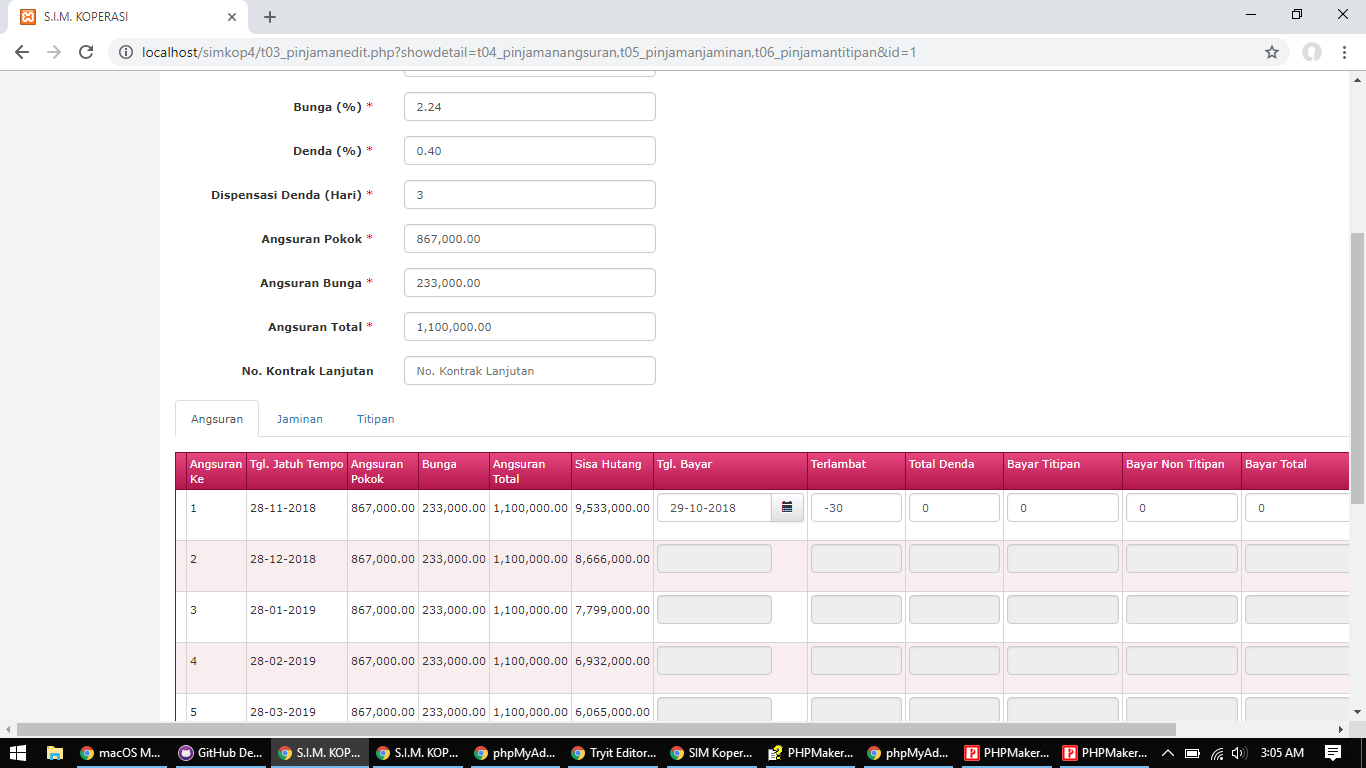 S.I.M. KOPERASI
localhost/simkop4/t03_pinjamanedit.php?showdetail=t04_pinjamanangsuran,t05_pinjamanjaminan,t06_pinjamantitipan&id=1
Bunga (%) * 2.24
Denda (%) * 0.40
Dispensasi Denda (Hari) * 3
Angsuran Pokok * 867,000.00
Angsuran Bunga * 233,000.00
Angsuran Total * 1,100,000.00
No. Kontrak Lanjutan No. Kontrak Lanjutan
Angsuran Jaminan Titipan
Angsuran Ke Tgl. Jatuh Tempo Angsuran Pokok Bunga Angsuran Total Sisa Hutang Tgl. Bayar Terlambat Total Denda Bayar Titipan Bayar Non Titipan Bayar Total
1 28-11-2018 867,000.00 233,000.00 1,100,000.00 9,533,000.00 29-10-2018 -30 0 0 0 0
2 28-12-2018 867,000.00 233,000.00 1,100,000.00 8,666,000.00
3 28-01-2019 867,000.00 233,000.00 1,100,000.00 7,799,000.00
4 28-02-2019 867,000.00 233,000.00 1,100,000.00 6,932,000.00
5 28-03-2019 867,000.00 233,000.00 1,100,000.00 6,065,000.00
macOS M... GitHub De... S.I.M. KOP... S.I.M. KOP... phpMyAd... Tryit Editor... SIM Koper... PHPMaker... phpMyAd... PHPMaker... PHPMaker... 3:05 AM